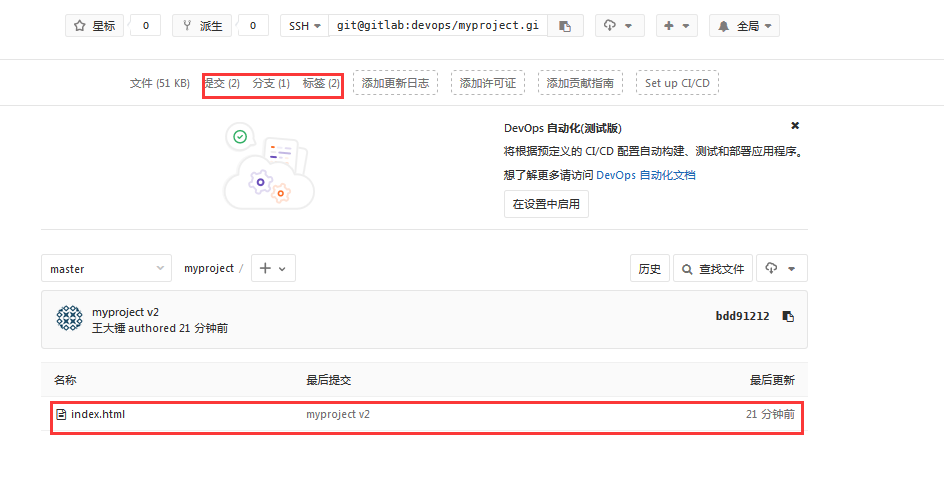 星标 0 派生 0 SSH git@gitlab:devops/myproject.gi 全局
文件 (51 KB) 提交 (2) 分支 (1) 标签 (2) 添加更新日志 添加许可证 添加贡献指南 Set up CI/CD
DevOps 自动化(测试版)
将根据预定义的 CI/CD 配置自动构建、测试和部署应用程序。
想了解更多请访问 DevOps 自动化文档
在设置中启用
master myproject / 历史 查找文件
myproject v2
王大锤 authored 21 分钟前
bdd91212
名称 最后提交 最后更新
index.html myproject v2 21 分钟前